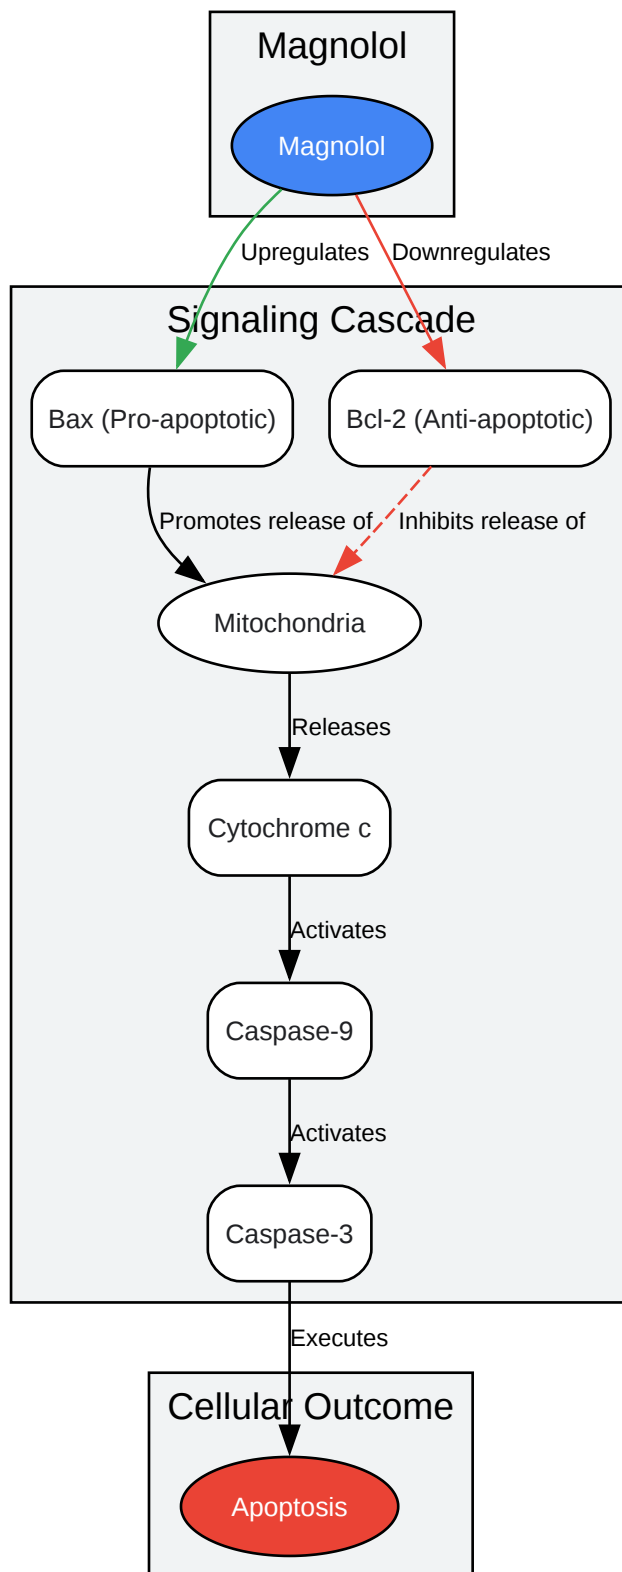 Magnolol
Magnolol
Upregulates
Downregulates
Signaling Cascade
Bax (Pro-apoptotic)
Bcl-2 (Anti-apoptotic)
Promotes release of
Inhibits release of
Mitochondria
Releases
Cytochrome c
Activates
Caspase-9
Activates
Caspase-3
Executes
Cellular Outcome
Apoptosis